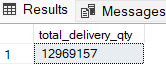 Results Messages
total_delivery_qty
1 12969157